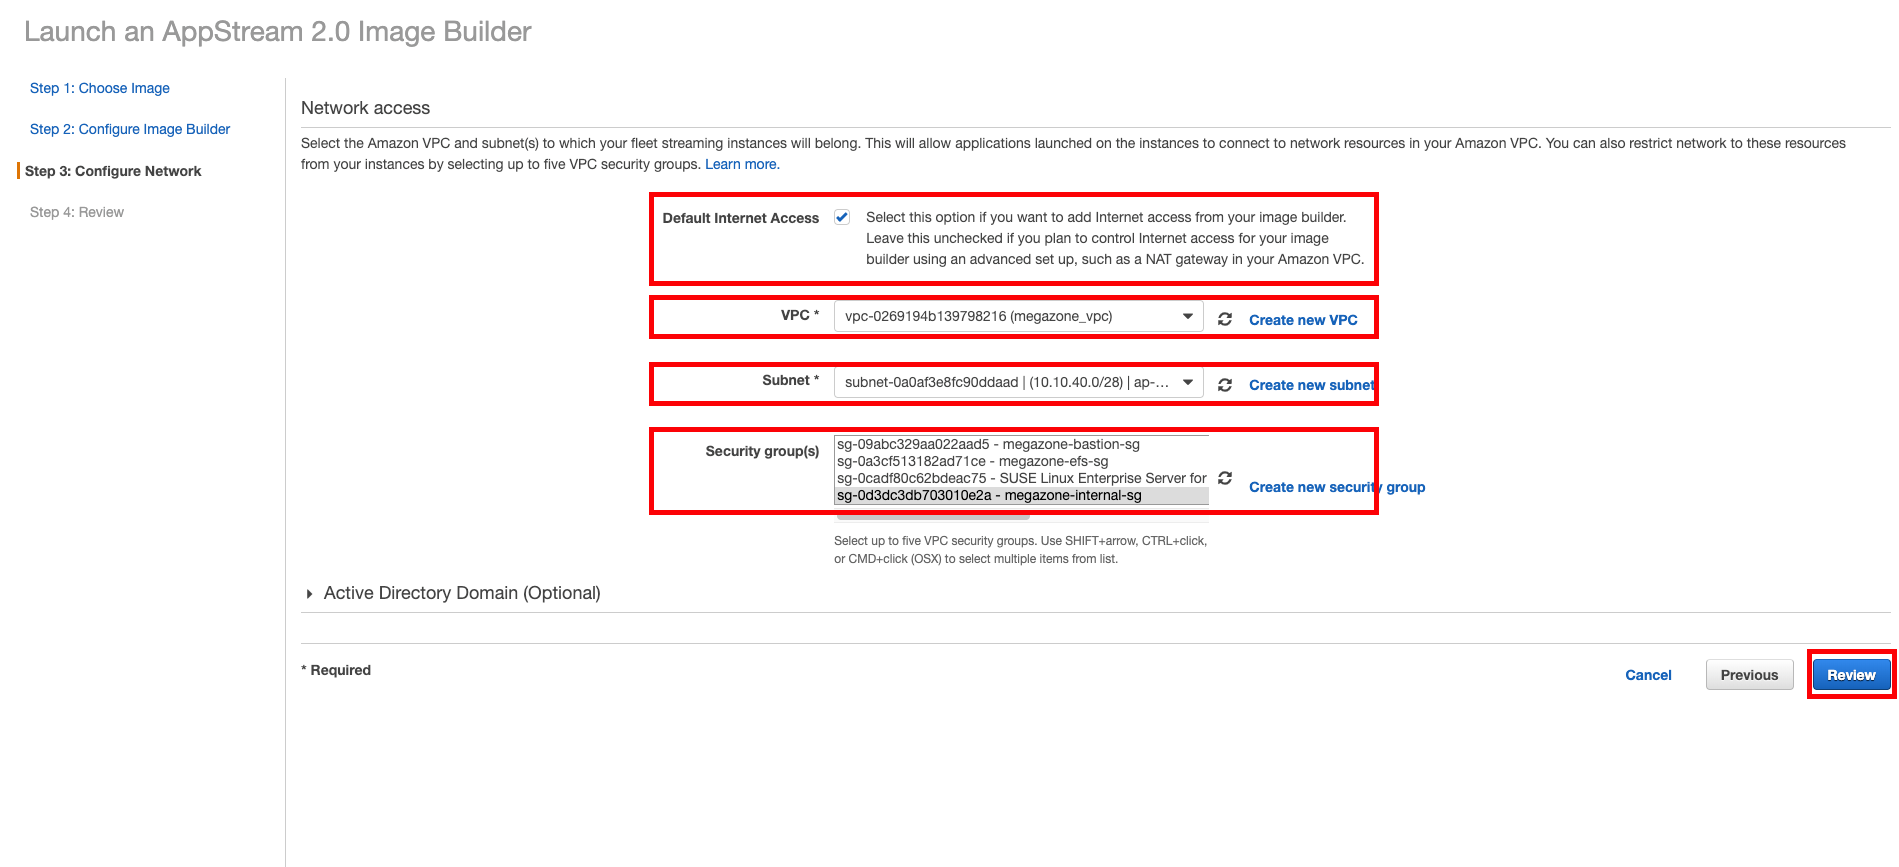 Launch an AppStream 2.0 Image Builder
Step 1: Choose Image
Step 2: Configure Image Builder
Step 3: Configure Network
Step 4: Review
Network access
Select the Amazon VPC and subnet(s) to which your fleet streaming instances will belong. This will allow applications launched on the instances to connect to network resources in your Amazon VPC. You can also restrict network to these resources
from your instances by selecting up to five VPC security groups. Learn more.
Default Internet Access
Select this option if you want to add Internet access from your image builder.
Leave this unchecked if you plan to control Internet access for your image
builder using an advanced set up, such as a NAT gateway in your Amazon VPC.
VPC * vpc-0269194b139798216 (megazone_vpc) Create new VPC
Subnet * subnet-0a0af3e8fc90ddaad | (10.10.40.0/28) | ap-... Create new subnet
Security group(s)
sg-09abc329aa022aad5 - megazone-bastion-sg
sg-0a3cf513182ad71ce - megazone-efs-sg
sg-0cadf80c62bdeac75 - SUSE Linux Enterprise Server for
sg-0d3dc3db703010e2a - megazone-internal-sg
Create new security group
Select up to five VPC security groups. Use SHIFT+arrow, CTRL+click,
or CMD+click (OSX) to select multiple items from list.
Active Directory Domain (Optional)
* Required
Cancel Previous Review